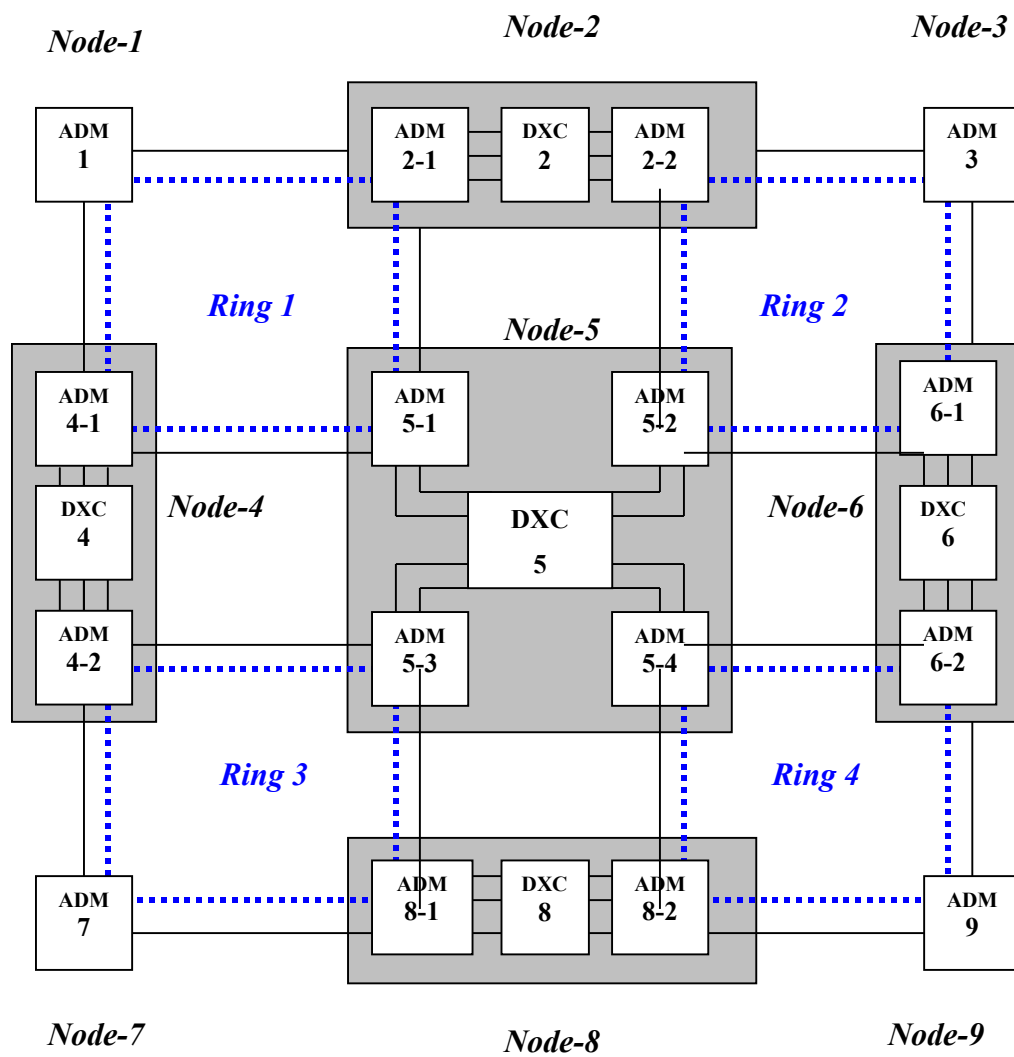 Node-1
Node-2
Node-3
ADM
1
ADM
2-1
DXC
2
ADM
2-2
ADM
3
Ring 1
Ring 2
Node-5
ADM
4-1
ADM
5-1
ADM
5-2
ADM
6-1
DXC
4
Node-4
DXC
5
Node-6
DXC
6
ADM
4-2
ADM
5-3
ADM
5-4
ADM
6-2
Ring 3
Ring 4
ADM
7
ADM
8-1
DXC
8
ADM
8-2
ADM
9
Node-7
Node-8
Node-9